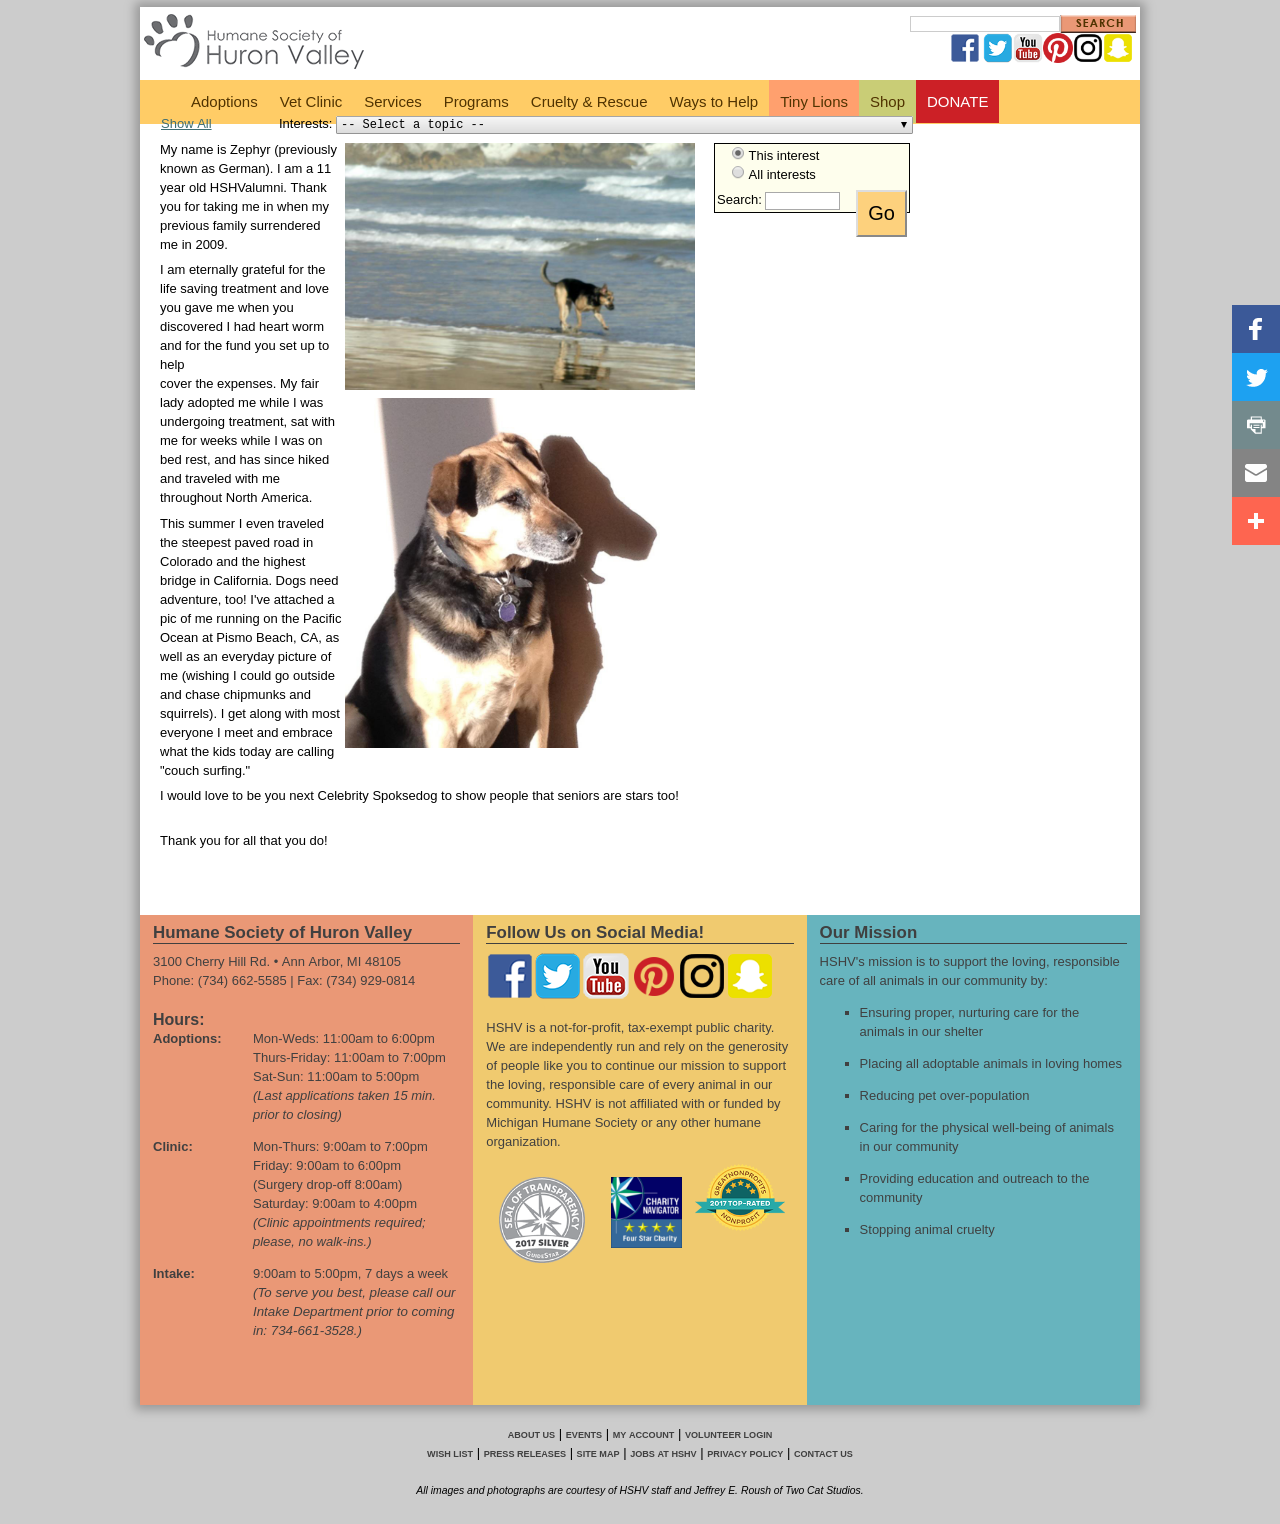 Humane Society of
Huron Valley
SEARCH
You
Tube
Adoptions Vet Clinic Services Programs Cruelty & Rescue Ways to Help Tiny Lions Shop DONATE
Show All Interests: -- Select a topic --
My name is Zephyr (previously
known as German). I am a 11
year old HSHValumni. Thank
you for taking me in when my
previous family surrendered
me in 2009.
This interest
All interests
Search: Go
I am eternally grateful for the
life saving treatment and love
you gave me when you
discovered I had heart worm
and for the fund you set up to
help
cover the expenses. My fair
lady adopted me while I was
undergoing treatment, sat with
me for weeks while I was on
bed rest, and has since hiked
and traveled with me
throughout North America.
This summer I even traveled
the steepest paved road in
Colorado and the highest
bridge in California. Dogs need
adventure, too! I've attached a
pic of me running on the Pacific
Ocean at Pismo Beach, CA, as
well as an everyday picture of
me (wishing I could go outside
and chase chipmunks and
squirrels). I get along with most
everyone I meet and embrace
what the kids today are calling
"couch surfing."
I would love to be you next Celebrity Spoksedog to show people that seniors are stars too!
Thank you for all that you do!
Humane Society of Huron Valley
3100 Cherry Hill Rd. • Ann Arbor, MI 48105
Phone: (734) 662-5585 | Fax: (734) 929-0814
Hours:
Adoptions: Mon-Weds: 11:00am to 6:00pm
Thurs-Friday: 11:00am to 7:00pm
Sat-Sun: 11:00am to 5:00pm
(Last applications taken 15 min.
prior to closing)
Clinic: Mon-Thurs: 9:00am to 7:00pm
Friday: 9:00am to 6:00pm
(Surgery drop-off 8:00am)
Saturday: 9:00am to 4:00pm
(Clinic appointments required;
please, no walk-ins.)
Intake: 9:00am to 5:00pm, 7 days a week
(To serve you best, please call our
Intake Department prior to coming
in: 734-661-3528.)
Follow Us on Social Media!
You
Tube
HSHV is a not-for-profit, tax-exempt public charity.
We are independently run and rely on the generosity
of people like you to continue our mission to support
the loving, responsible care of every animal in our
community. HSHV is not affiliated with or funded by
Michigan Humane Society or any other humane
organization.
SEAL OF TRANSPARENCY
2017 SILVER
GUIDESTAR
CHARITY
NAVIGATOR
Four Star Charity
GREATNONPROFITS
2017 TOP-RATED
NONPROFIT
Our Mission
HSHV's mission is to support the loving, responsible
care of all animals in our community by:
Ensuring proper, nurturing care for the
animals in our shelter
Placing all adoptable animals in loving homes
Reducing pet over-population
Caring for the physical well-being of animals
in our community
Providing education and outreach to the
community
Stopping animal cruelty
ABOUT US | EVENTS | MY ACCOUNT | VOLUNTEER LOGIN
WISH LIST | PRESS RELEASES | SITE MAP | JOBS AT HSHV | PRIVACY POLICY | CONTACT US
All images and photographs are courtesy of HSHV staff and Jeffrey E. Roush of Two Cat Studios.